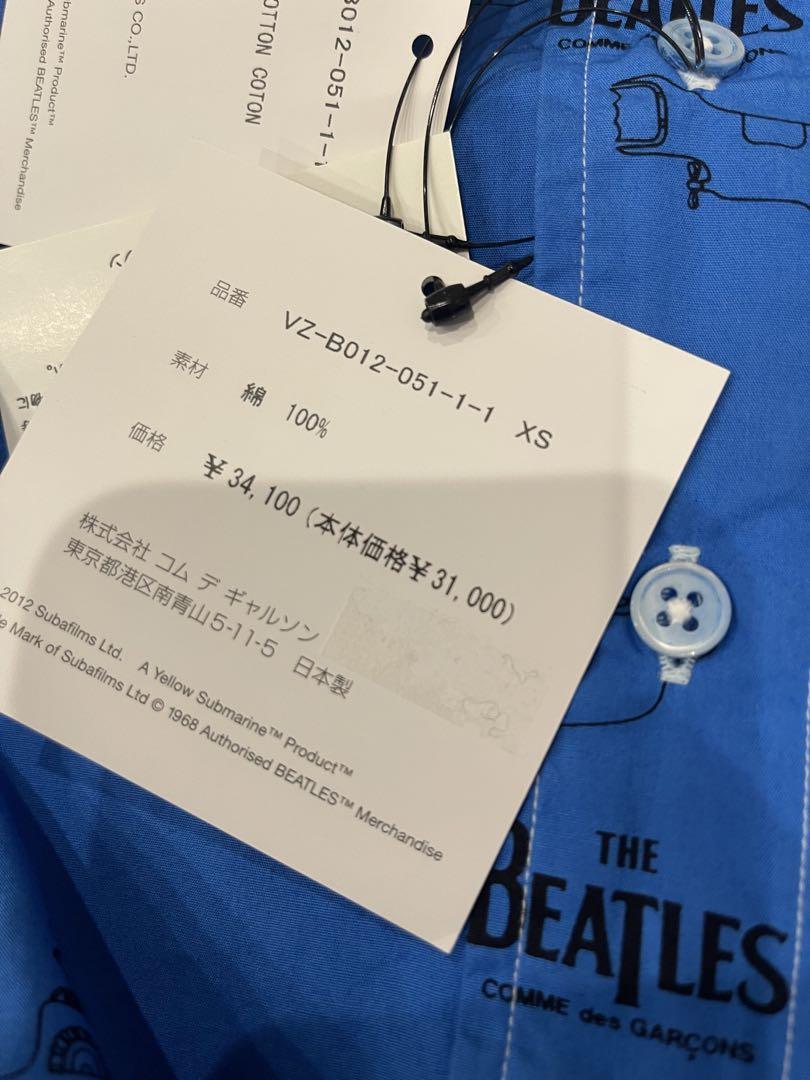 BEATLES
COMME
S CO.,LTD.
B012-051-1-1
OTTON COTON
ubmarine™ Product™
Authorised BEATLES™ Merchandise
品番 VZ-B012-051-1-1 XS
素材 綿 100%
価格 ¥34,100(本体価格¥31,000)
株式会社 コム デ ギャルソン
東京都港区南青山5-11-5 日本製
2012 Subafilms Ltd. A Yellow Submarine™ Product™
e Mark of Subafilms Ltd © 1968 Authorised BEATLES™ Merchandise
THE
BEATLES
COMME des GARÇONS